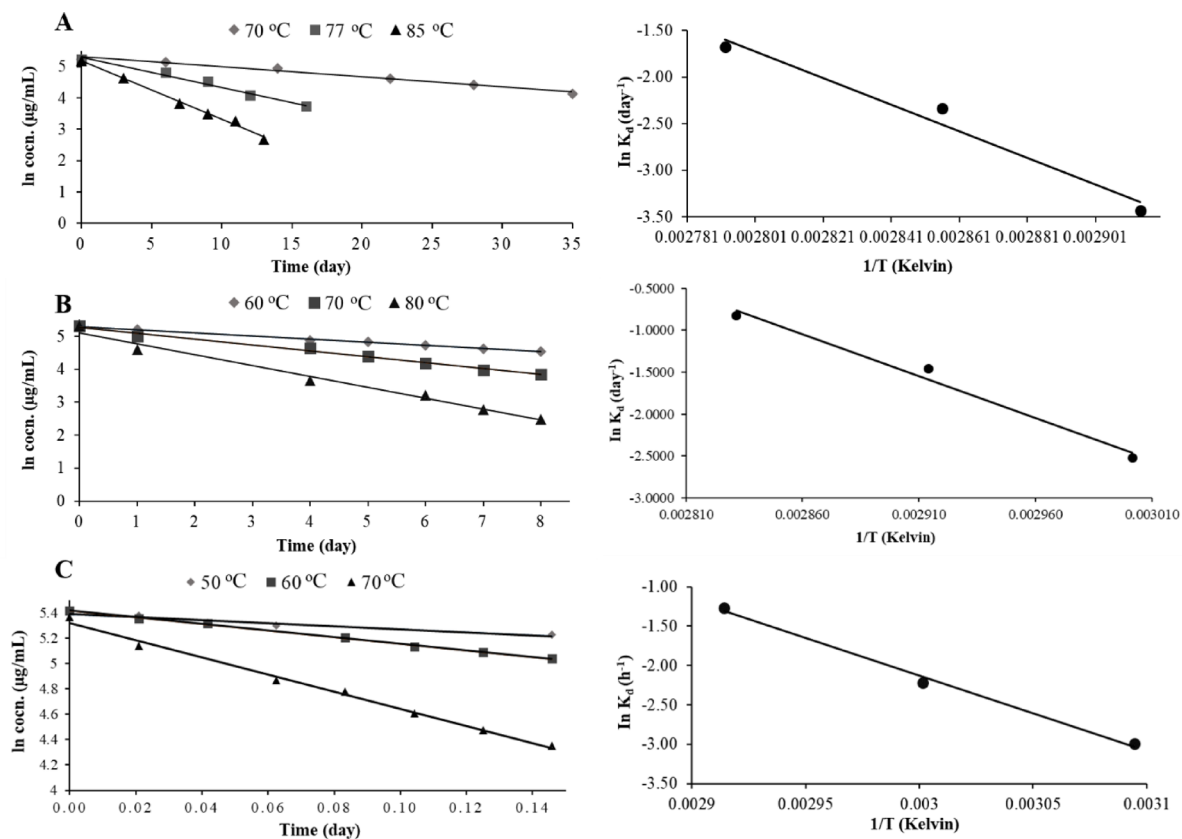 A
70 ºC 77 ºC 85 ºC
ln cocn. (µg/mL)
5
4
3
2
1
0
0 5 10 15 20 25 30 35
Time (day)
ln Kd (day-1)
-1.50
-2.00
-2.50
-3.00
-3.50
0.002781 0.002801 0.002821 0.002841 0.002861 0.002881 0.002901
1/T (Kelvin)
B
60 ºC 70 ºC 80 ºC
ln cocn. (µg/mL)
5
4
3
2
1
0
0 1 2 3 4 5 6 7 8
Time (day)
ln Kd (day-1)
-0.5000
-1.0000
-1.5000
-2.0000
-2.5000
-3.0000
0.002810 0.002860 0.002910 0.002960 0.003010
1/T (Kelvin)
C
50 ºC 60 ºC 70 ºC
ln cocn. (µg/mL)
5.4
5.2
5
4.8
4.6
4.4
4.2
4
0.00 0.02 0.04 0.06 0.08 0.10 0.12 0.14
Time (day)
ln Kd (h-1)
-1.00
-1.50
-2.00
-2.50
-3.00
-3.50
0.0029 0.00295 0.003 0.00305 0.0031
1/T (Kelvin)